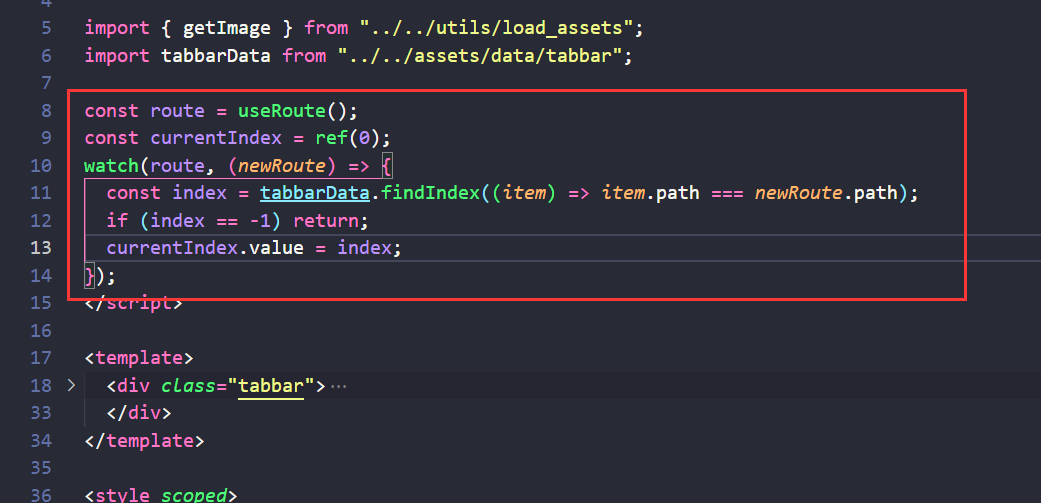 4
5 import { getImage } from "../../utils/load_assets";
6 import tabbarData from "../../assets/data/tabbar";
7
8 const route = useRoute();
9 const currentIndex = ref(0);
10 watch(route, (newRoute) => {
11   const index = tabbarData.findIndex((item) => item.path === newRoute.path);
12   if (index == -1) return;
13   currentIndex.value = index;
14 });
15 </script>
16
17 <template>
18 >   <div class="tabbar">···
33   </div>
34 </template>
35
36 <style scoped>